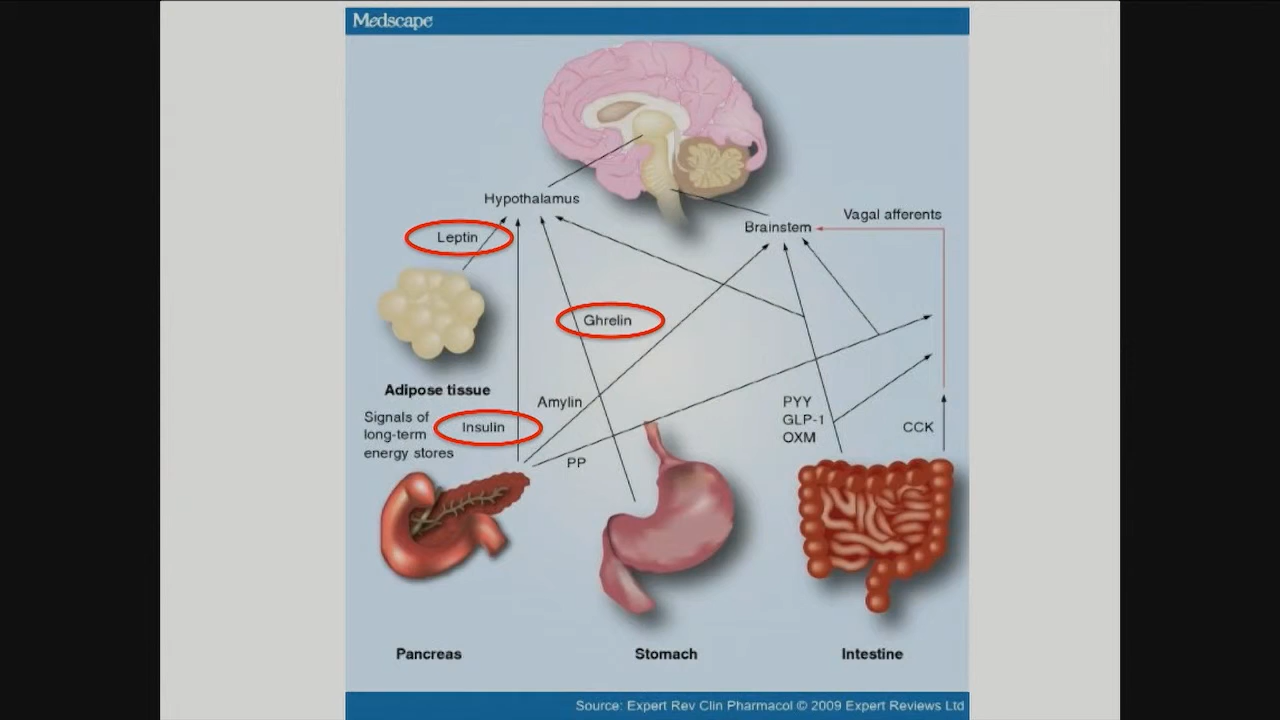 Medscape
Hypothalamus
Vagal afferents
Brainstem
Leptin
Ghrelin
Adipose tissue
Amylin
Signals of
long-term
energy stores
Insulin
PP
PYY
GLP-1
OXM
CCK
Pancreas
Stomach
Intestine
Source: Expert Rev Clin Pharmacol © 2009 Expert Reviews Ltd